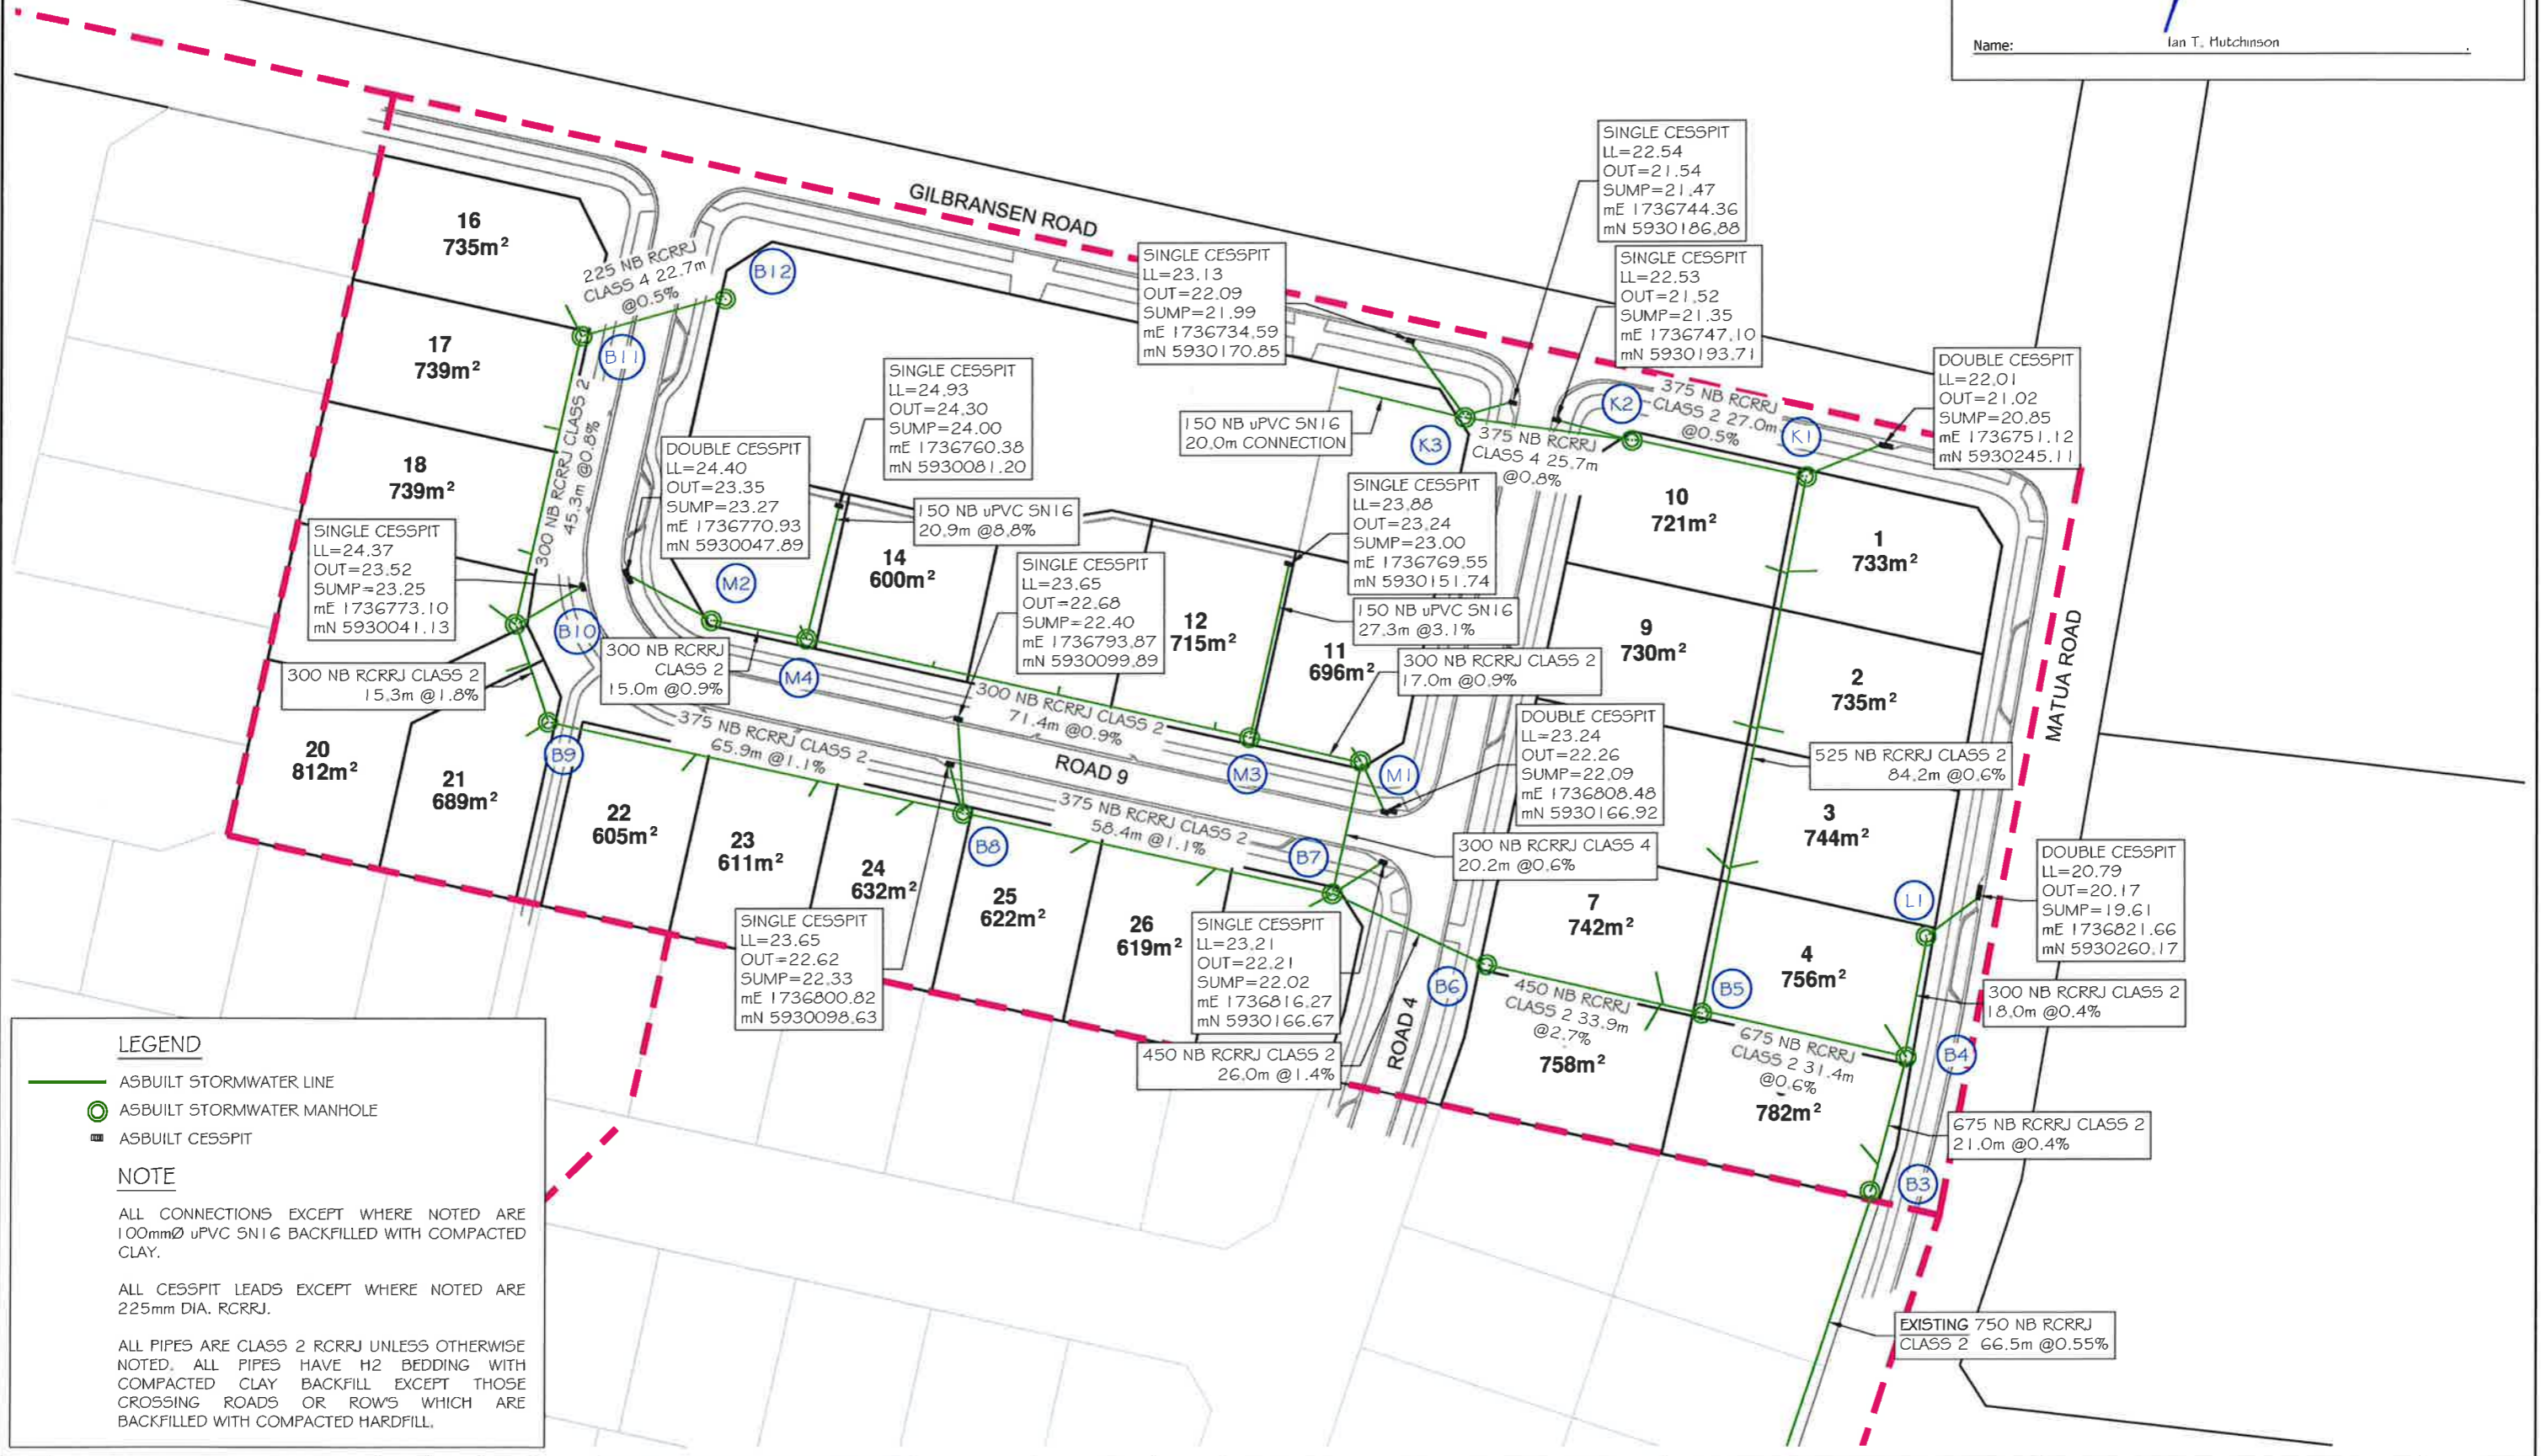 Name: Ian T. Hutchinson .
GILBRANSEN ROAD
SINGLE CESSPIT
LL=22.54
OUT=21.54
SUMP=21.47
mE 1736744.36
mN 5930186.88
SINGLE CESSPIT
LL=23.13
OUT=22.09
SUMP=21.99
mE 1736734.59
mN 5930170.85
SINGLE CESSPIT
LL=22.53
OUT=21.52
SUMP=21.35
mE 1736747.10
mN 5930193.71
DOUBLE CESSPIT
LL=22.01
OUT=21.02
SUMP=20.85
mE 1736751.12
mN 5930245.11
16
735m²
225 NB RCRRJ
CLASS 4 22.7m
@0.5%
B12
17
739m²
B11
SINGLE CESSPIT
LL=24.93
OUT=24.30
SUMP=24.00
mE 1736760.38
mN 5930081.20
150 NB uPVC SN16
20.0m CONNECTION
K3
K2
375 NB RCRRJ
CLASS 2 27.0m
@0.5%
K1
375 NB RCRRJ
CLASS 4 25.7m
@0.8%
18
739m²
300 NB RCRRJ CLASS 2
45.3m @0.8%
DOUBLE CESSPIT
LL=24.40
OUT=23.35
SUMP=23.27
mE 1736770.93
mN 5930047.89
150 NB uPVC SN16
20.9m @8.8%
SINGLE CESSPIT
LL=23.88
OUT=23.24
SUMP=23.00
mE 1736769.55
mN 5930151.74
10
721m²
1
733m²
SINGLE CESSPIT
LL=24.37
OUT=23.52
SUMP=23.25
mE 1736773.10
mN 5930041.13
M2
14
600m²
SINGLE CESSPIT
LL=23.65
OUT=22.68
SUMP=22.40
mE 1736793.87
mN 5930099.89
12
715m²
150 NB uPVC SN16
27.3m @3.1%
11
696m²
9
730m²
2
735m²
MATUA ROAD
B10
300 NB RCRRJ
CLASS 2
15.0m @0.9%
M4
300 NB RCRRJ CLASS 2
17.0m @0.9%
300 NB RCRRJ CLASS 2
15.3m @1.8%
300 NB RCRRJ CLASS 2
71.4m @0.9%
375 NB RCRRJ CLASS 2
65.9m @1.1%
ROAD 9
M3
M1
DOUBLE CESSPIT
LL=23.24
OUT=22.26
SUMP=22.09
mE 1736808.48
mN 5930166.92
525 NB RCRRJ CLASS 2
84.2m @0.6%
20
812m²
21
689m²
B9
22
605m²
23
611m²
24
632m²
B8
375 NB RCRRJ CLASS 2
58.4m @1.1%
B7
300 NB RCRRJ CLASS 4
20.2m @0.6%
3
744m²
DOUBLE CESSPIT
LL=20.79
OUT=20.17
SUMP=19.61
mE 1736821.66
mN 5930260.17
25
622m²
26
619m²
7
742m²
L1
SINGLE CESSPIT
LL=23.65
OUT=22.62
SUMP=22.33
mE 1736800.82
mN 5930098.63
SINGLE CESSPIT
LL=23.21
OUT=22.21
SUMP=22.02
mE 1736816.27
mN 5930166.67
4
756m²
B6
B5
450 NB RCRRJ
CLASS 2 33.9m
@2.7%
758m²
300 NB RCRRJ CLASS 2
18.0m @0.4%
ROAD 4
450 NB RCRRJ CLASS 2
26.0m @1.4%
675 NB RCRRJ
CLASS 2 31.4m
@0.6%
782m²
B4
675 NB RCRRJ CLASS 2
21.0m @0.4%
B3
EXISTING 750 NB RCRRJ
CLASS 2 66.5m @0.55%
LEGEND
ASBUILT STORMWATER LINE
ASBUILT STORMWATER MANHOLE
ASBUILT CESSPIT
NOTE
ALL CONNECTIONS EXCEPT WHERE NOTED ARE
100mmØ uPVC SN16 BACKFILLED WITH COMPACTED
CLAY.
ALL CESSPIT LEADS EXCEPT WHERE NOTED ARE
225mm DIA. RCRRJ.
ALL PIPES ARE CLASS 2 RCRRJ UNLESS OTHERWISE
NOTED. ALL PIPES HAVE H2 BEDDING WITH
COMPACTED CLAY BACKFILL EXCEPT THOSE
CROSSING ROADS OR ROW'S WHICH ARE
BACKFILLED WITH COMPACTED HARDFILL.